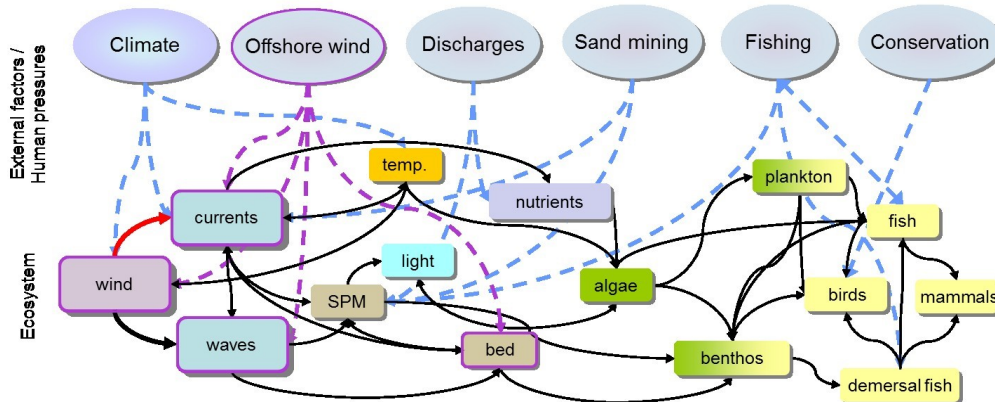 External factors /
Human pressures
Climate
Offshore wind
Discharges
Sand mining
Fishing
Conservation
Ecosystem
temp.
plankton
currents
nutrients
fish
light
wind
SPM
algae
birds
mammals
waves
bed
benthos
demersal fish